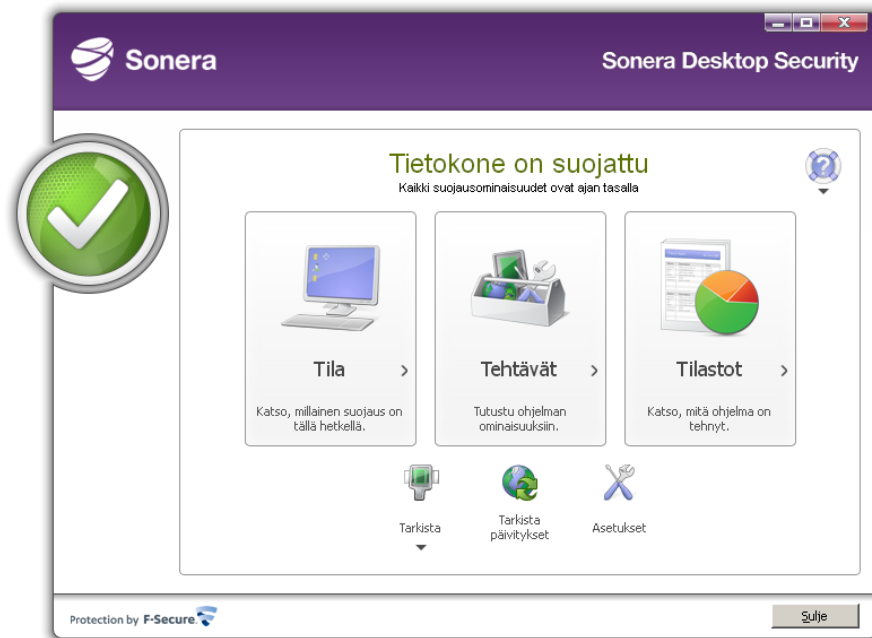 Sonera
Sonera Desktop Security
Tietokone on suojattu
Kaikki suojausominaisuudet ovat ajan tasalla
Tila
Katso, millainen suojaus on
tällä hetkellä.
Tehtävät
Tutustu ohjelman
ominaisuuksiin.
Tilastot
Katso, mitä ohjelma on
tehnyt.
Tarkista
Tarkista
päivitykset
Asetukset
Protection by F-Secure.
Sulje